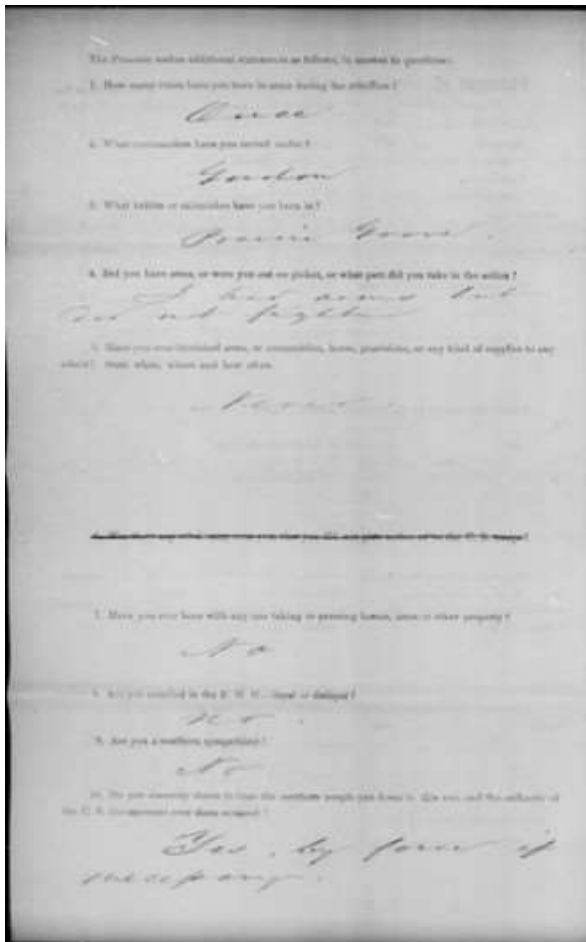 The Prisoner makes additional statements as follows, in answer to questions:
1. How many times have you been in arms during the rebellion?
Once
2. What commanders have you served under?
Gordon
3. What battles or skirmishes have you been in?
Prairie Grove.
4. Did you have arms, or were you out on picket, or what part did you take in the action?
I had arms but
did not fight
5. Have you ever furnished arms, or ammunition, horse, provisions, or any kind of supplies to any
rebels? State when, where and how often.
Never.
7. Have you ever been with any one taking or pressing horses, arms or other property?
No
8. Are you enrolled in the E. M. M.—loyal or disloyal?
No.
9. Are you a southern sympathizer?
No
10. Do you sincerely desire to have the southern people put down in this war, and the authority of
the U. S. Government over them restored?
Yes, by force if
necessary.